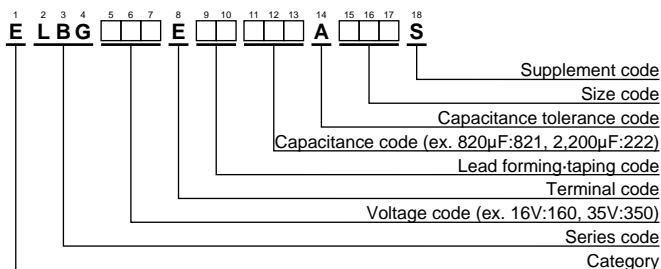 1 2 3 4 5 6 7 8 9 10 11 12 13 14 15 16 17 18
E L B G □□□ E □□ □□□ A □□□ S
Supplement code
Size code
Capacitance tolerance code
Capacitance code (ex. 820µF:821, 2,200µF:222)
Lead forming·taping code
Terminal code
Voltage code (ex. 16V:160, 35V:350)
Series code
Category